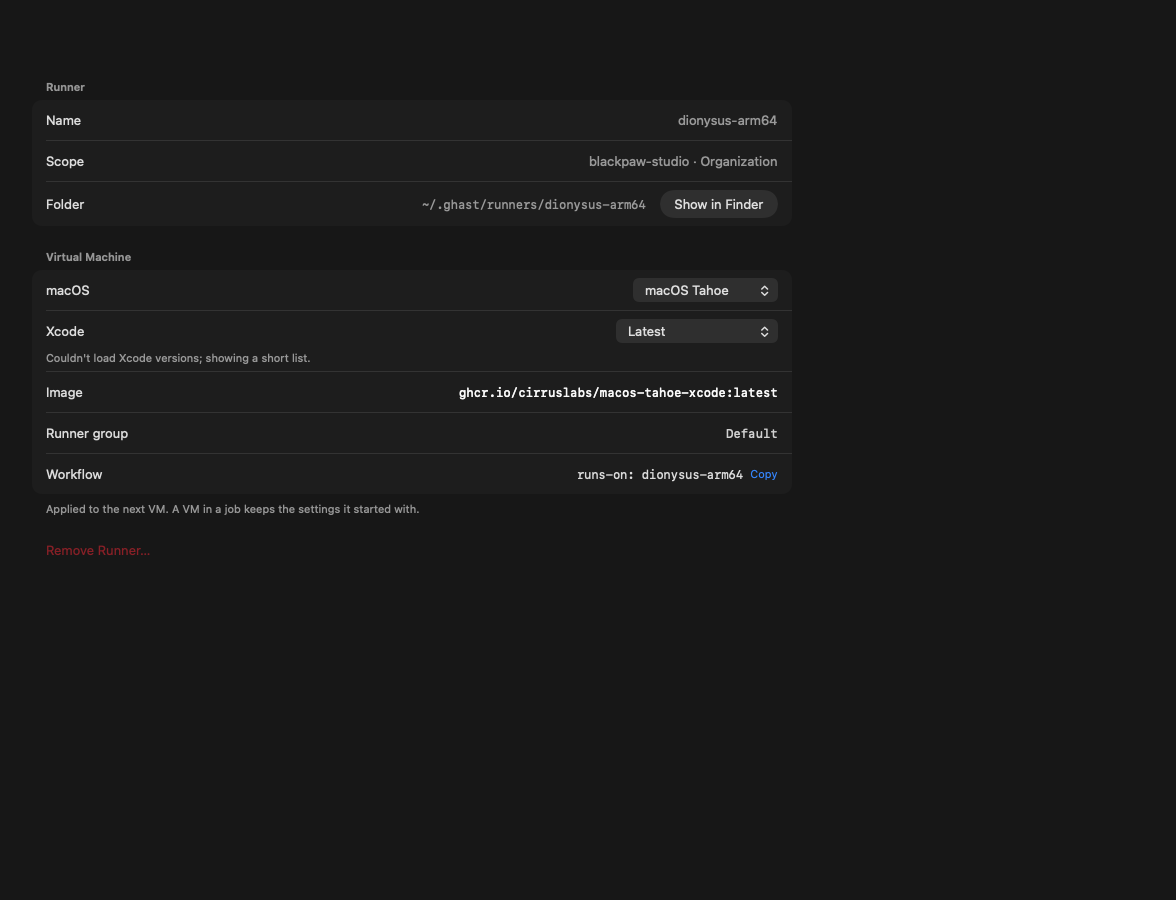 Runner
Name dionysus-arm64
Scope blackpaw-studio · Organization
Folder ~/.ghast/runners/dionysus-arm64 Show in Finder
Virtual Machine
macOS macOS Tahoe
Xcode Latest
Couldn't load Xcode versions; showing a short list.
Image ghcr.io/cirruslabs/macos-tahoe-xcode:latest
Runner group Default
Workflow runs-on: dionysus-arm64 Copy
Applied to the next VM. A VM in a job keeps the settings it started with.
Remove Runner...